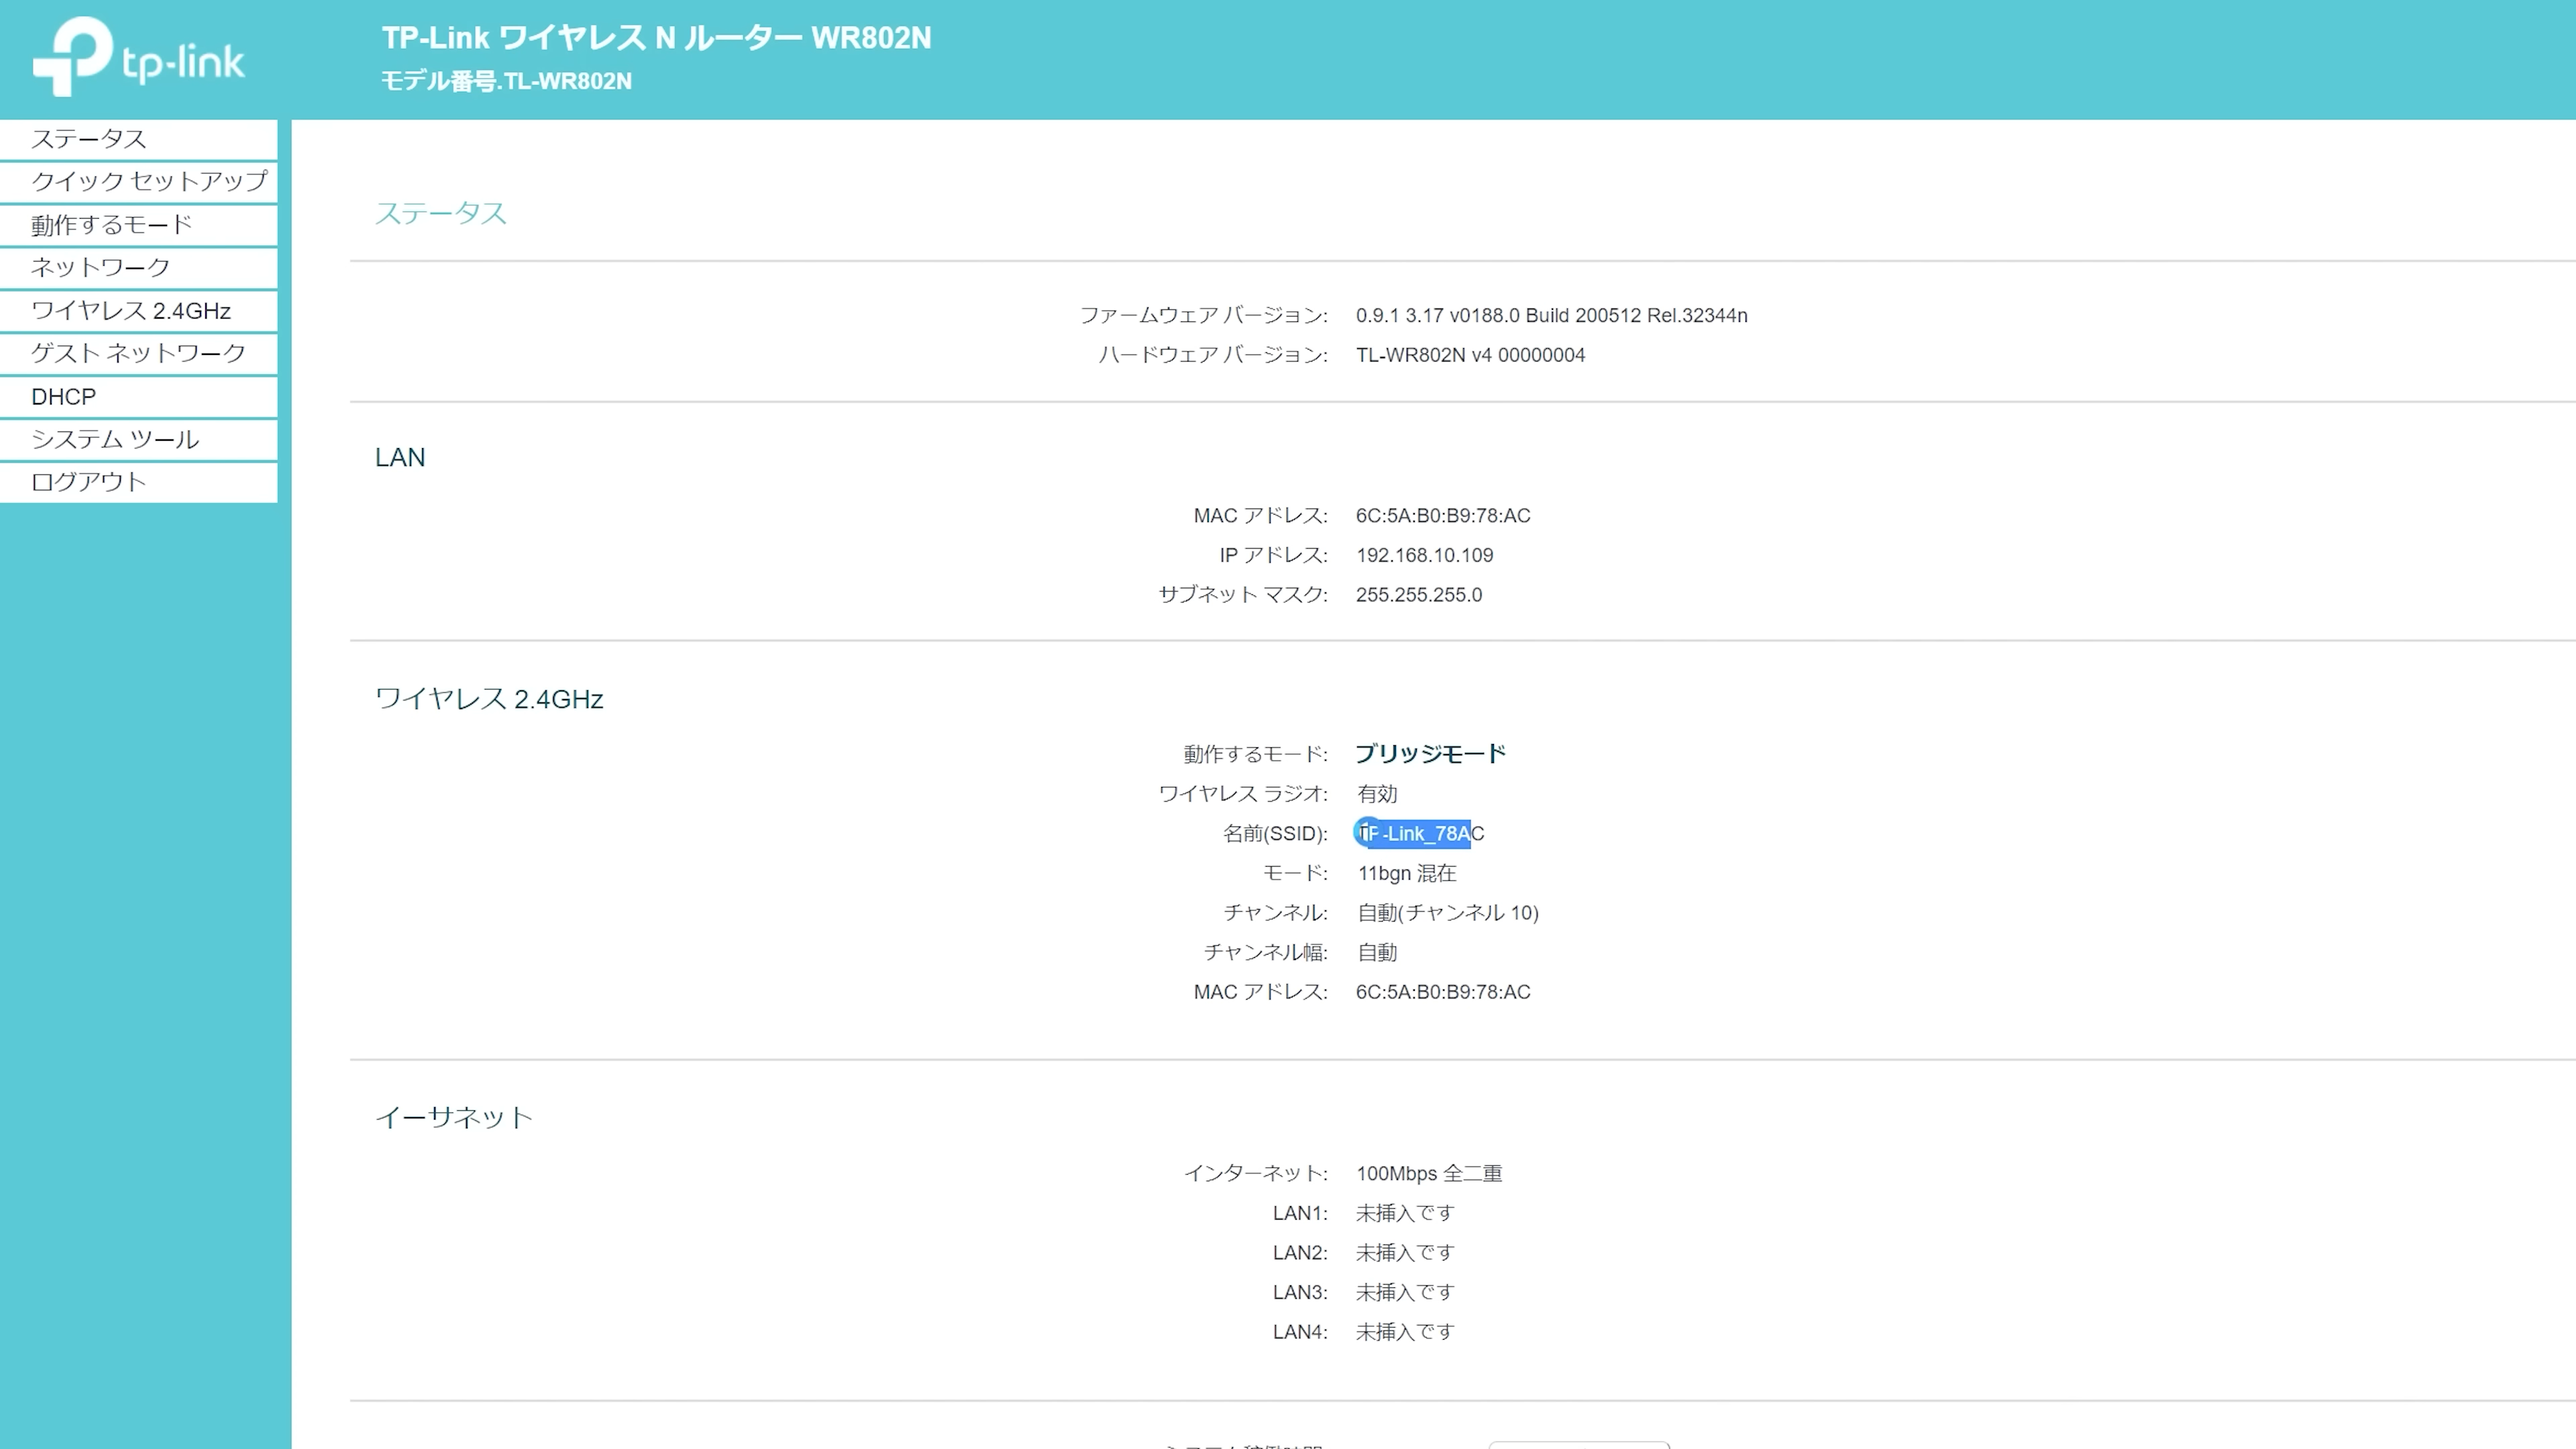 tp-link
TP-Link ワイヤレス N ルーター WR802N
モデル番号.TL-WR802N
ステータス
クイック セットアップ
動作するモード
ネットワーク
ワイヤレス 2.4GHz
ゲスト ネットワーク
DHCP
システム ツール
ログアウト
ステータス
ファームウェア バージョン: 0.9.1 3.17 v0188.0 Build 200512 Rel.32344n
ハードウェア バージョン: TL-WR802N v4 00000004
LAN
MAC アドレス: 6C:5A:B0:B9:78:AC
IP アドレス: 192.168.10.109
サブネット マスク: 255.255.255.0
ワイヤレス 2.4GHz
動作するモード: ブリッジモード
ワイヤレス ラジオ: 有効
名前(SSID): TP-Link_78AC
モード: 11bgn 混在
チャンネル: 自動(チャンネル 10)
チャンネル幅: 自動
MAC アドレス: 6C:5A:B0:B9:78:AC
イーサネット
インターネット: 100Mbps 全二重
LAN1: 未挿入です
LAN2: 未挿入です
LAN3: 未挿入です
LAN4: 未挿入です